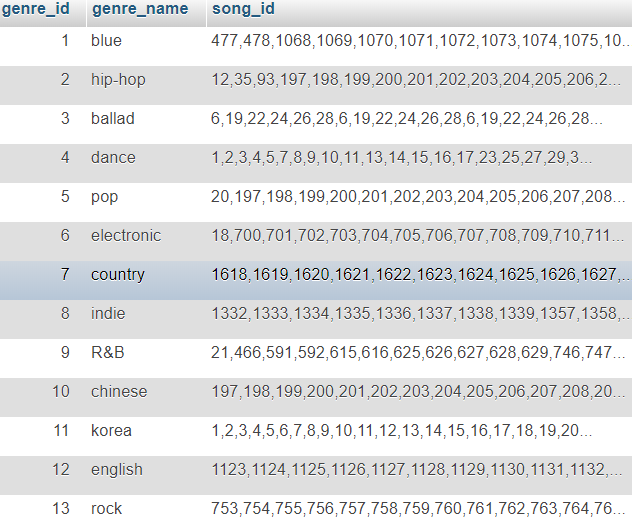 genre_id genre_name song_id
1 blue 477,478,1068,1069,1070,1071,1072,1073,1074,1075,10...
2 hip-hop 12,35,93,197,198,199,200,201,202,203,204,205,206,2...
3 ballad 6,19,22,24,26,28,6,19,22,24,26,28,6,19,22,24,26,28...
4 dance 1,2,3,4,5,7,8,9,10,11,13,14,15,16,17,23,25,27,29,3...
5 pop 20,197,198,199,200,201,202,203,204,205,206,207,208...
6 electronic 18,700,701,702,703,704,705,706,707,708,709,710,711...
7 country 1618,1619,1620,1621,1622,1623,1624,1625,1626,1627,..
8 indie 1332,1333,1334,1335,1336,1337,1338,1339,1357,1358,..
9 R&B 21,466,591,592,615,616,625,626,627,628,629,746,747...
10 chinese 197,198,199,200,201,202,203,204,205,206,207,208,20...
11 korea 1,2,3,4,5,6,7,8,9,10,11,12,13,14,15,16,17,18,19,20...
12 english 1123,1124,1125,1126,1127,1128,1129,1130,1131,1132,...
13 rock 753,754,755,756,757,758,759,760,761,762,763,764,76...